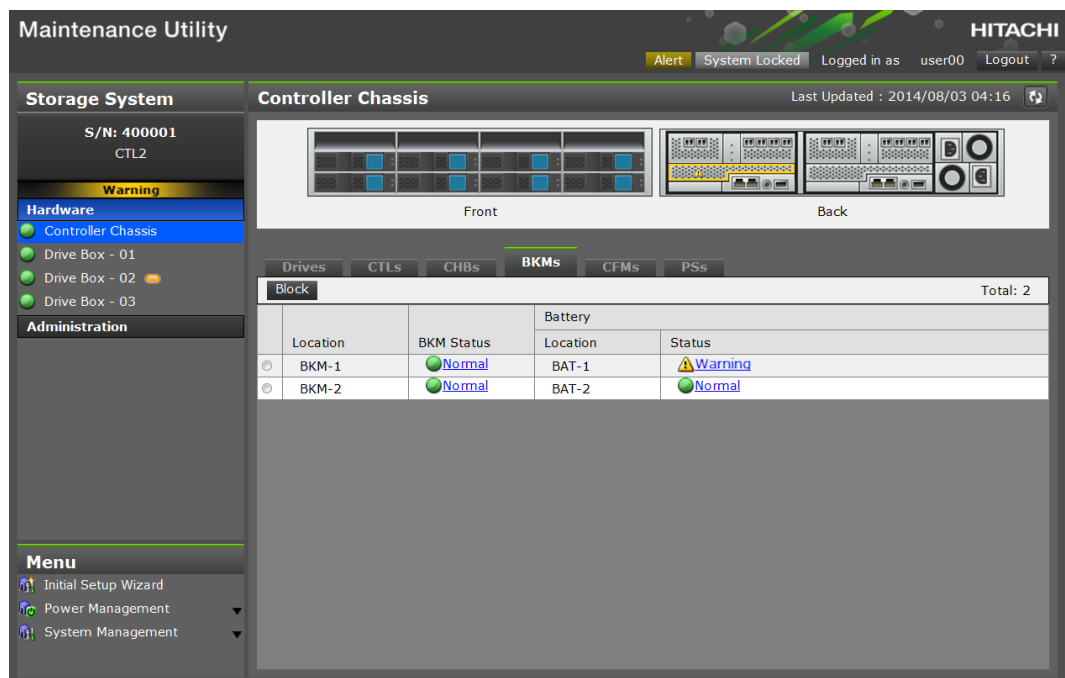 Maintenance Utility
HITACHI
Alert System Locked Logged in as user00 Logout ?
Storage System
S/N: 400001
CTL2
Warning
Hardware
Controller Chassis
Drive Box - 01
Drive Box - 02
Drive Box - 03
Administration
Menu
Initial Setup Wizard
Power Management
System Management
Controller Chassis Last Updated : 2014/08/03 04:16
Front Back
Drives CTLs CHBs BKMs CFMs PSs
Block Total: 2
Battery
Location BKM Status Location Status
BKM-1 Normal BAT-1 Warning
BKM-2 Normal BAT-2 Normal